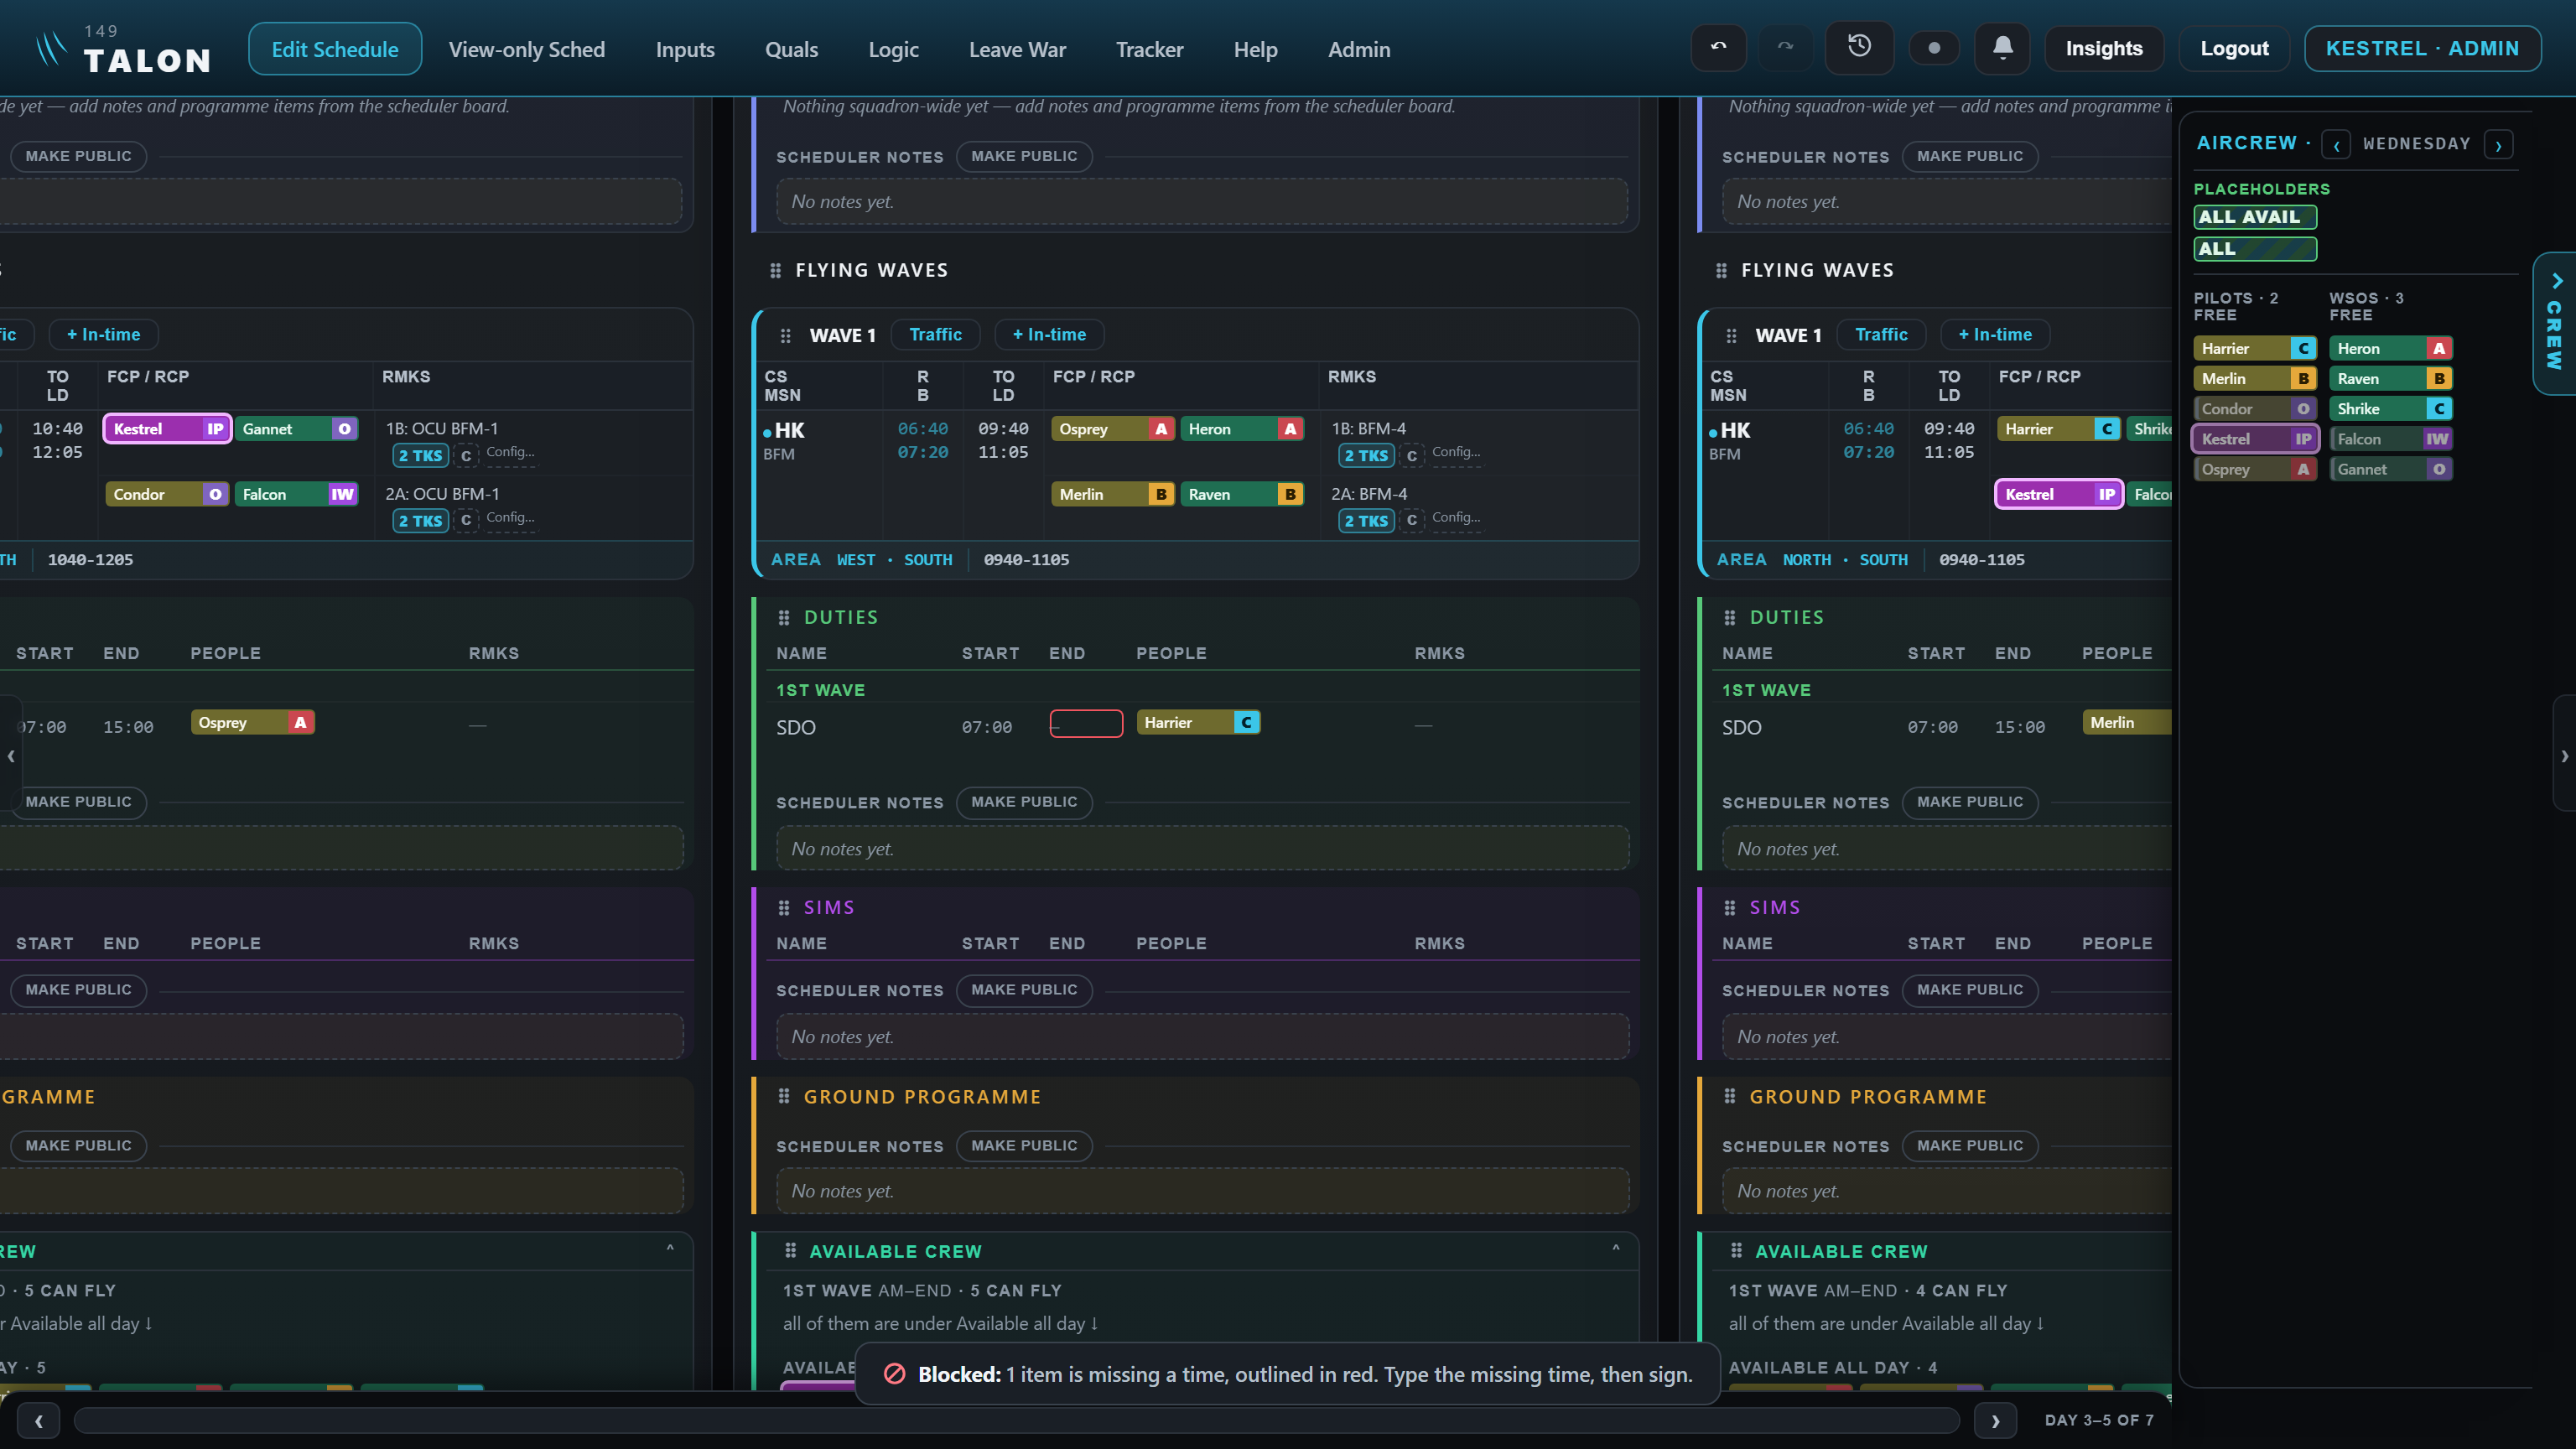 149
TALON
Edit Schedule
View-only Sched
Inputs
Quals
Logic
Leave War
Tracker
Help
Admin
Insights
Logout
KESTREL · ADMIN
de yet — add notes and programme items from the scheduler board.
MAKE PUBLIC
+ In-time
TO
LD
FCP / RCP
RMKS
10:40
12:05
Kestrel IP
Gannet O
1B: OCU BFM-1
2 TKS C Config...
Condor O
Falcon IW
2A: OCU BFM-1
2 TKS C Config...
1040-1205
START END PEOPLE RMKS
07:00 15:00 Osprey A —
MAKE PUBLIC
START END PEOPLE RMKS
MAKE PUBLIC
GRAMME
MAKE PUBLIC
REW ^
· 5 CAN FLY
r Available all day ↓
AY · 5
Nothing squadron-wide yet — add notes and programme items from the scheduler board.
SCHEDULER NOTES MAKE PUBLIC
No notes yet.
FLYING WAVES
WAVE 1 Traffic + In-time
CS
MSN
R
B
TO
LD
FCP / RCP
RMKS
HK
BFM
06:40
07:20
09:40
11:05
Osprey A
Heron A
1B: BFM-4
2 TKS C Config...
Merlin B
Raven B
2A: BFM-4
2 TKS C Config...
AREA WEST · SOUTH 0940-1105
DUTIES
NAME START END PEOPLE RMKS
1ST WAVE
SDO 07:00 – Harrier C —
SCHEDULER NOTES MAKE PUBLIC
No notes yet.
SIMS
NAME START END PEOPLE RMKS
SCHEDULER NOTES MAKE PUBLIC
No notes yet.
GROUND PROGRAMME
SCHEDULER NOTES MAKE PUBLIC
No notes yet.
AVAILABLE CREW ^
1ST WAVE AM–END · 5 CAN FLY
all of them are under Available all day ↓
Nothing squadron-wide yet — add notes and programme
SCHEDULER NOTES MAKE PUBLIC
No notes yet.
FLYING WAVES
WAVE 1 Traffic + In-time
CS
MSN
R
B
TO
LD
FCP / RCP
HK
BFM
06:40
07:20
09:40
11:05
Harrier C
Shrike
Kestrel IP
Falcon
AREA NORTH · SOUTH 0940-1105
DUTIES
NAME START END PEOPLE
1ST WAVE
SDO 07:00 15:00 Merlin
SCHEDULER NOTES MAKE PUBLIC
No notes yet.
SIMS
NAME START END PEOPLE
SCHEDULER NOTES MAKE PUBLIC
No notes yet.
GROUND PROGRAMME
SCHEDULER NOTES MAKE PUBLIC
No notes yet.
AVAILABLE CREW
1ST WAVE AM–END · 4 CAN FLY
all of them are under Available all day ↓
AVAILABLE ALL DAY · 4
AIRCREW · ‹ WEDNESDAY ›
PLACEHOLDERS
ALL AVAIL
ALL
PILOTS · 2
FREE
Harrier C
Merlin B
Condor O
Kestrel IP
Osprey A
WSOS · 3
FREE
Heron A
Raven B
Shrike C
Falcon IW
Gannet O
CREW
Blocked: 1 item is missing a time, outlined in red. Type the missing time, then sign.
DAY 3–5 OF 7